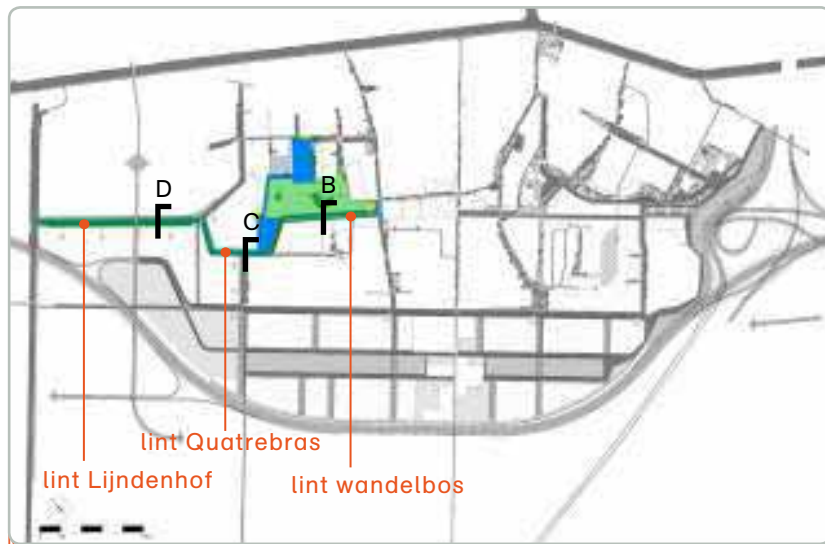 D
B
C
lint Quatrebras
lint Lijndenhof
lint wandelbos